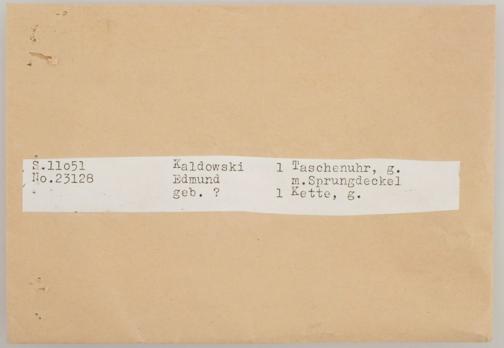 S.11o51 Kaldowski 1 Taschenuhr, g.
No.23128 Edmund m.Sprungdeckel
geb. ? 1 Kette, g.